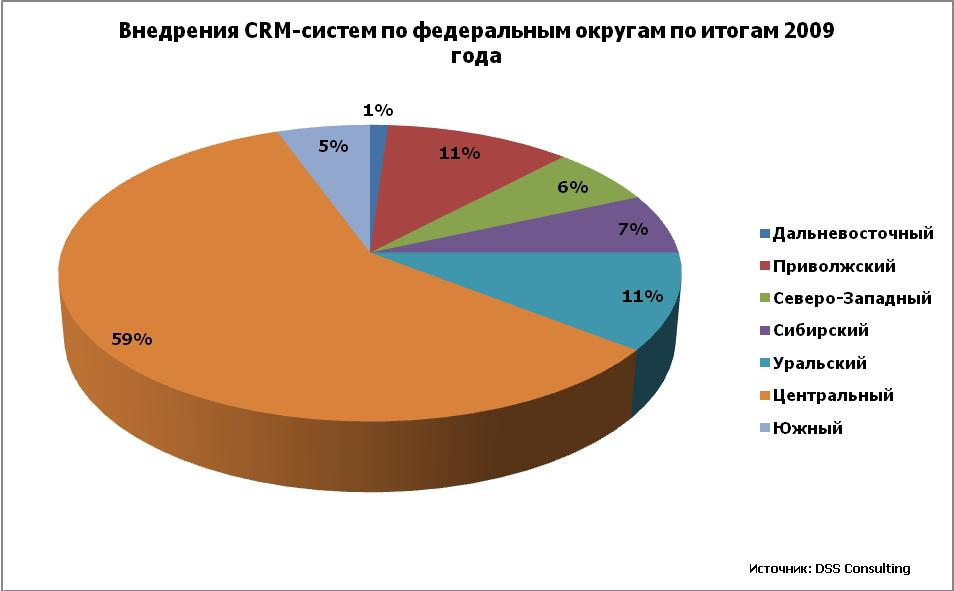 Внедрения CRM-систем по федеральным округам по итогам 2009
года
1%
5%
11%
6%
7%
11%
59%
Дальневосточный
Приволжский
Северо-Западный
Сибирский
Уральский
Центральный
Южный
Источник: DSS Consulting